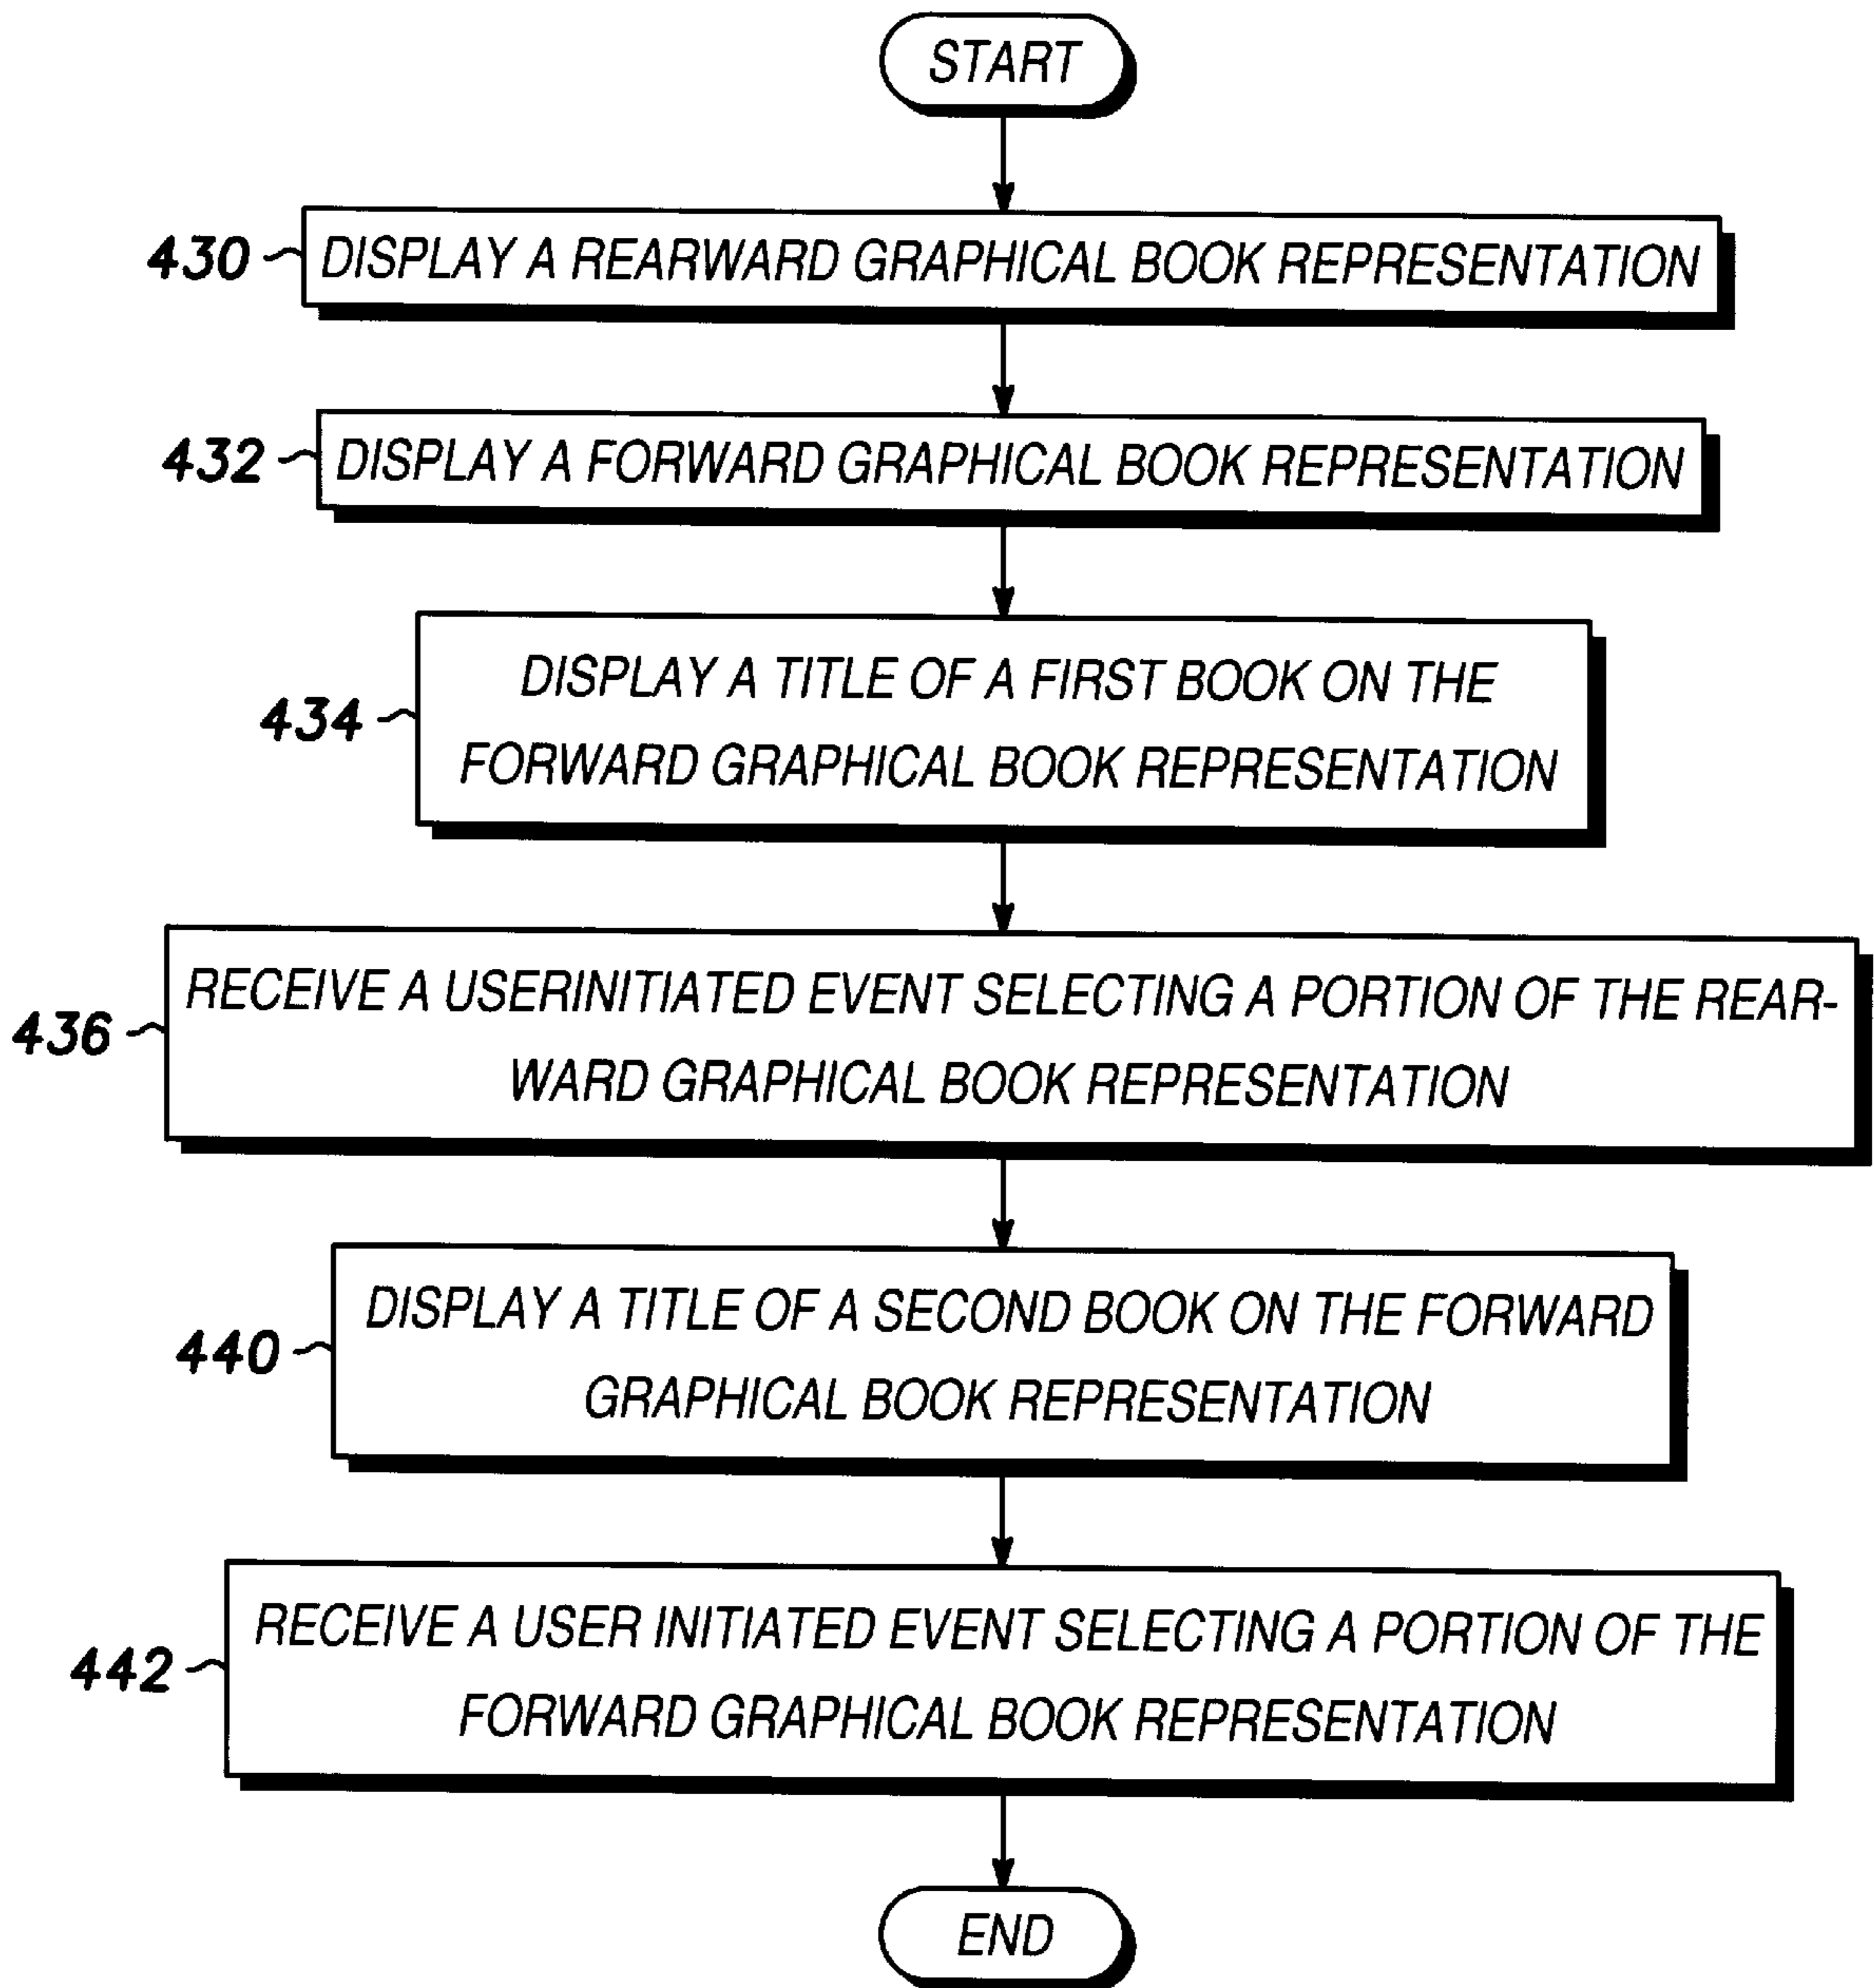 START
430 DISPLAY A REARWARD GRAPHICAL BOOK REPRESENTATION
432 DISPLAY A FORWARD GRAPHICAL BOOK REPRESENTATION
DISPLAY A TITLE OF A FIRST BOOK ON THE
434
FORWARD GRAPHICAL BOOK REPRESENTATION
RECEIVE A USERINITIATED EVENT SELECTING A PORTION OF THE REAR-
436
WARD GRAPHICAL BOOK REPRESENTATION
DISPLAY A TITLE OF A SECOND BOOK ON THE FORWARD
440
GRAPHICAL BOOK REPRESENTATION
RECEIVE A USER INITIATED EVENT SELECTING A PORTION OF THE
442
FORWARD GRAPHICAL BOOK REPRESENTATION
END